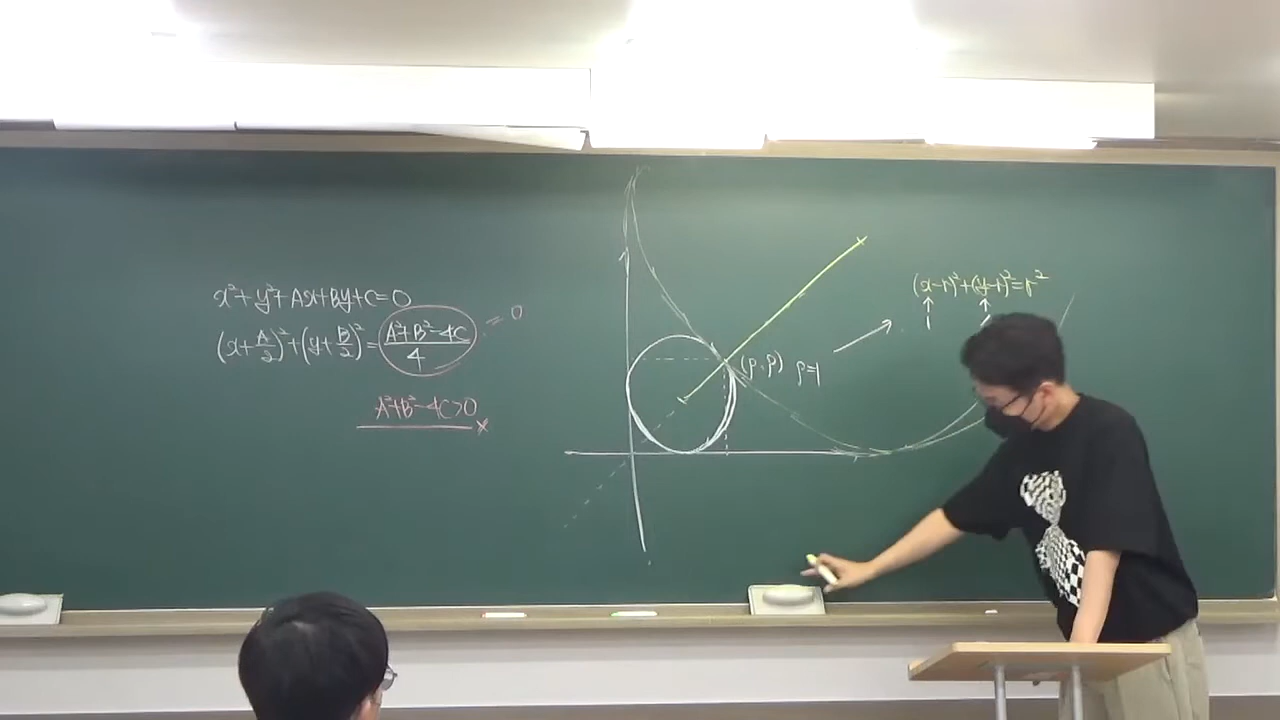 x²+y²+Ax+By+C=0
(x+A/2)²+(y+B/2)²=(A²+B²-4C)/4 = 0
A²+B²-4C>0
(p, p) p=1
(x-r)²+(y-r)²=r²
1